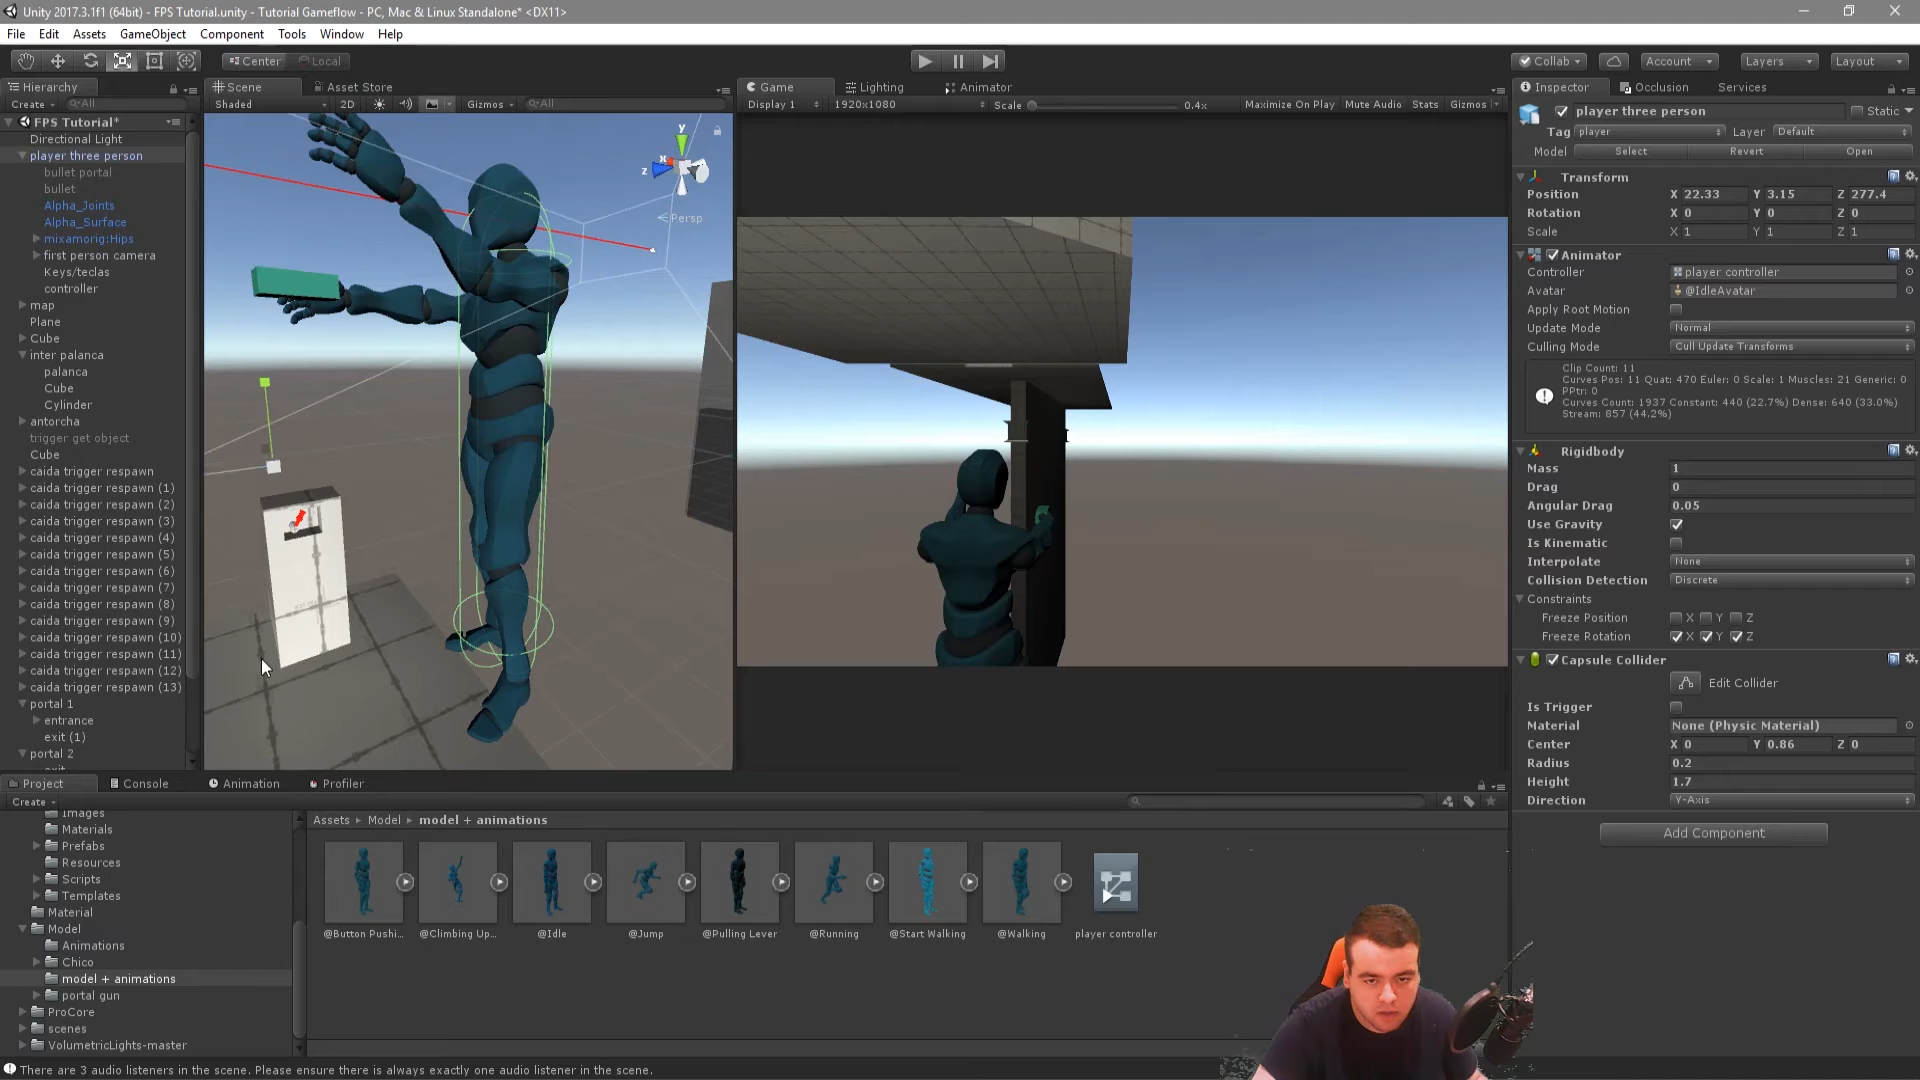 Unity 2017.3.1f1 (64bit) - FPS Tutorial.unity - Tutorial Gameflow - PC, Mac & Linux Standalone* <DX11>
File Edit Assets GameObject Component Tools Window Help
Center Local Collab Account Layers Layout
Hierarchy
Create All
FPS Tutorial*
Directional Light
player three person
bullet portal
bullet
Alpha_Joints
Alpha_Surface
mixamorig:Hips
first person camera
Keys/teclas
controller
map
Plane
Cube
inter palanca
palanca
Cube
Cylinder
antorcha
trigger get object
Cube
caida trigger respawn
caida trigger respawn (1)
caida trigger respawn (2)
caida trigger respawn (3)
caida trigger respawn (4)
caida trigger respawn (5)
caida trigger respawn (6)
caida trigger respawn (7)
caida trigger respawn (8)
caida trigger respawn (9)
caida trigger respawn (10)
caida trigger respawn (11)
caida trigger respawn (12)
caida trigger respawn (13)
portal 1
entrance
exit (1)
portal 2
Scene Asset Store
Shaded 2D Gizmos All
y
x
z
Persp
Game Lighting Animator
Display 1 1920x1080 Scale 0.4x Maximize On Play Mute Audio Stats Gizmos
Inspector Occlusion Services
player three person Static
Tag player Layer Default
Model Select Revert Open
Transform
Position X 22.33 Y 3.15 Z 277.4
Rotation X 0 Y 0 Z 0
Scale X 1 Y 1 Z 1
Animator
Controller player controller
Avatar @IdleAvatar
Apply Root Motion
Update Mode Normal
Culling Mode Cull Update Transforms
Clip Count: 11
Curves Pos: 11 Quat: 470 Euler: 0 Scale: 1 Muscles: 21 Generic: 0
PPtr: 0
Curves Count: 1937 Constant: 440 (22.7%) Dense: 640 (33.0%)
Stream: 857 (44.2%)
Rigidbody
Mass 1
Drag 0
Angular Drag 0.05
Use Gravity
Is Kinematic
Interpolate None
Collision Detection Discrete
Constraints
Freeze Position X Y Z
Freeze Rotation X Y Z
Capsule Collider
Edit Collider
Is Trigger
Material None (Physic Material)
Center X 0 Y 0.86 Z 0
Radius 0.2
Height 1.7
Direction Y-Axis
Add Component
Project Console Animation Profiler
Create
Images
Materials
Prefabs
Resources
Scripts
Templates
Material
Model
Animations
Chico
model + animations
portal gun
ProCore
scenes
VolumetricLights-master
Assets Model model + animations
@Button Pushi... @Climbing Up... @Idle @Jump @Pulling Lever @Running @Start Walking @Walking player controller
There are 3 audio listeners in the scene. Please ensure there is always exactly one audio listener in the scene.